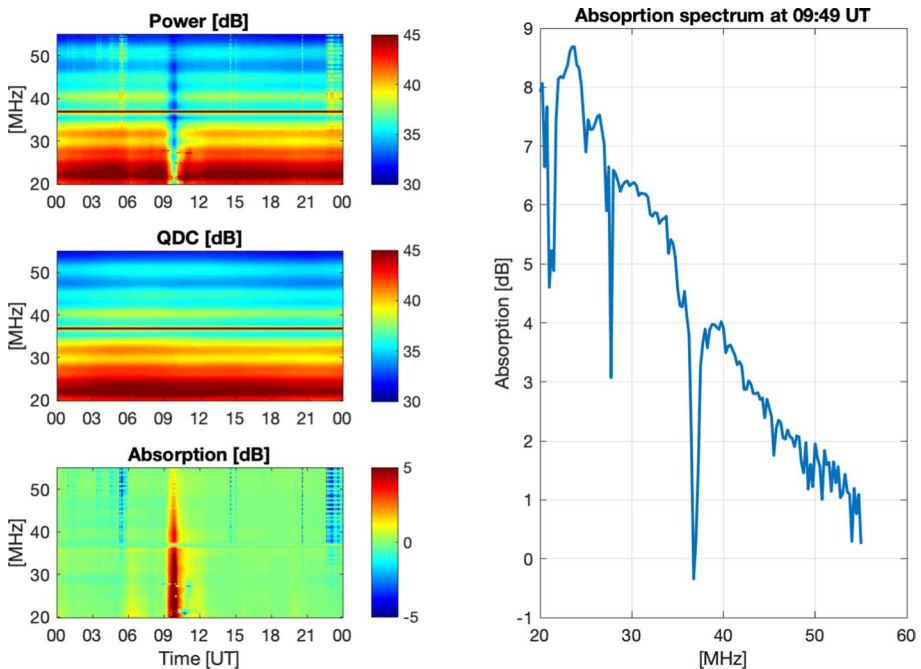 Power [dB]
50
40
30
20
[MHz]
00 03 06 09 12 15 18 21 00
45
40
35
30
QDC [dB]
50
40
30
20
[MHz]
00 03 06 09 12 15 18 21 00
45
40
35
30
Absorption [dB]
50
40
30
20
[MHz]
00 03 06 09 12 15 18 21 00
Time [UT]
5
0
-5
Absoprtion spectrum at 09:49 UT
9
8
7
6
5
4
3
2
1
0
-1
Absorption [dB]
20 30 40 50 60
[MHz]